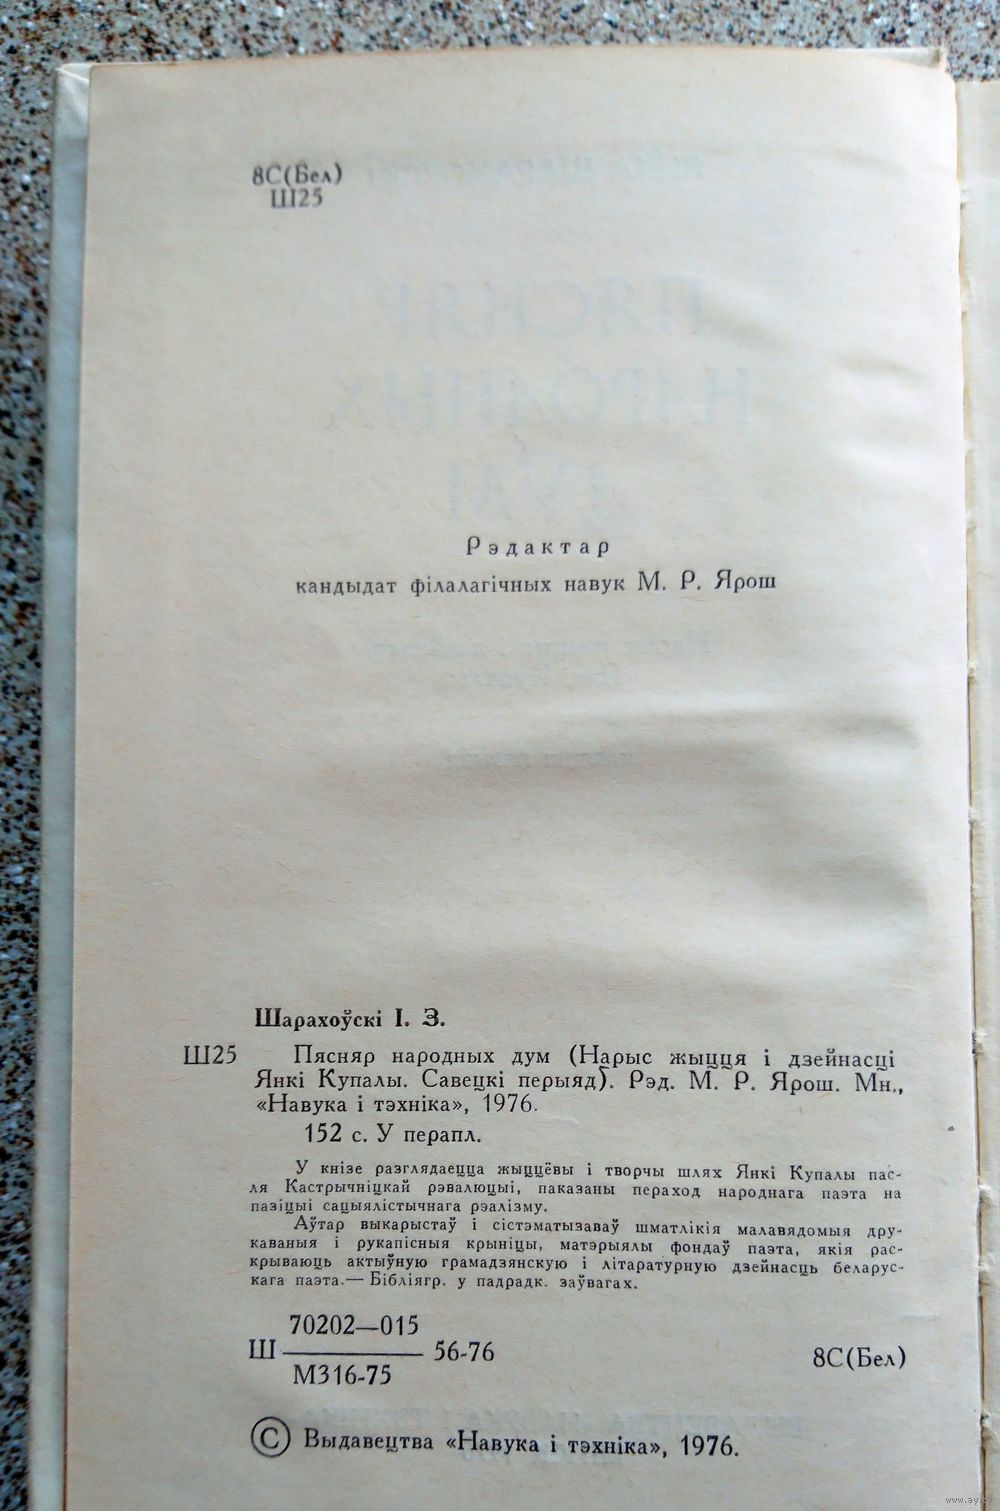 8С(Бел)
Ш25
Рэдактар
кандыдат філалагічных навук М. Р. Ярош
Шарахоўскі І. З.
Ш25 Пясняр народных дум (Нарыс жыцця і дзейнасці
Янкі Купалы. Савецкі перыяд). Рэд. М. Р. Ярош. Мн.,
«Навука і тэхніка», 1976.
152 с. У перапл.
У кнізе разглядаецца жыццёвы і творчы шлях Янкі Купалы пас-
ля Кастрычніцкай рэвалюцыі, паказаны пераход народнага паэта на
пазіцыі сацыялістычнага рэалізму.
Аўтар выкарыстаў і сістэматызаваў шматлікія малавядомыя дру-
каваныя і рукапісныя крыніцы, матэрыялы фондаў паэта, якія рас-
крываюць актыўную грамадзянскую і літаратурную дзейнасць беларус-
кага паэта.— Бібліягр. у падрадк. заўвагах.
70202—015
Ш 56-76
М316-75
8С(Бел)
© Выдавецтва «Навука і тэхніка», 1976.